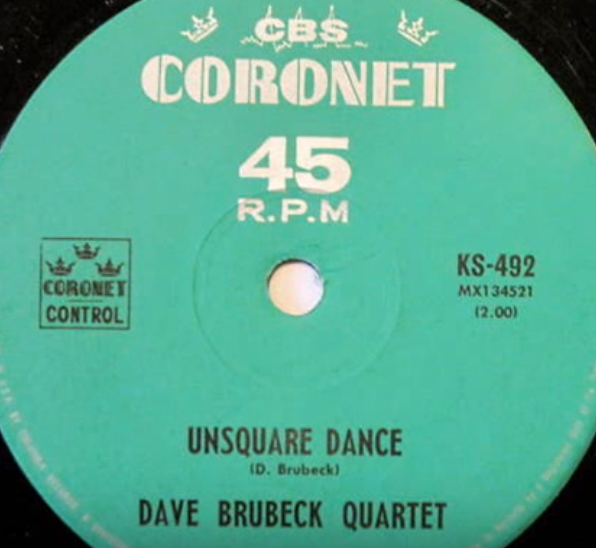 CBS
CORONET
45
R.P.M
CORONET
CONTROL
KS-492
MX134521
(2.00)
UNSQUARE DANCE
(D. Brubeck)
DAVE BRUBECK QUARTET